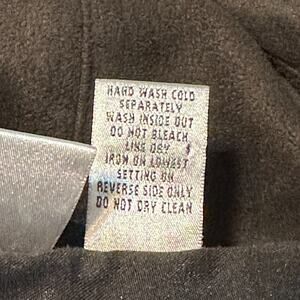 HAND WASH COLD
SEPARATELY
WASH INSIDE OUT
DO NOT BLEACH
LINE DRY
IRON ON LOWEST
SETTING ON
REVERSE SIDE ONLY
DO NOT DRY CLEAN